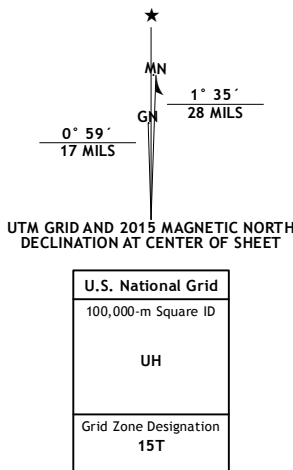 ★
MN
1° 35´
28 MILS
GN
0° 59´
17 MILS
UTM GRID AND 2015 MAGNETIC NORTH
DECLINATION AT CENTER OF SHEET
U.S. National Grid
100,000-m Square ID
UH
Grid Zone Designation
15T